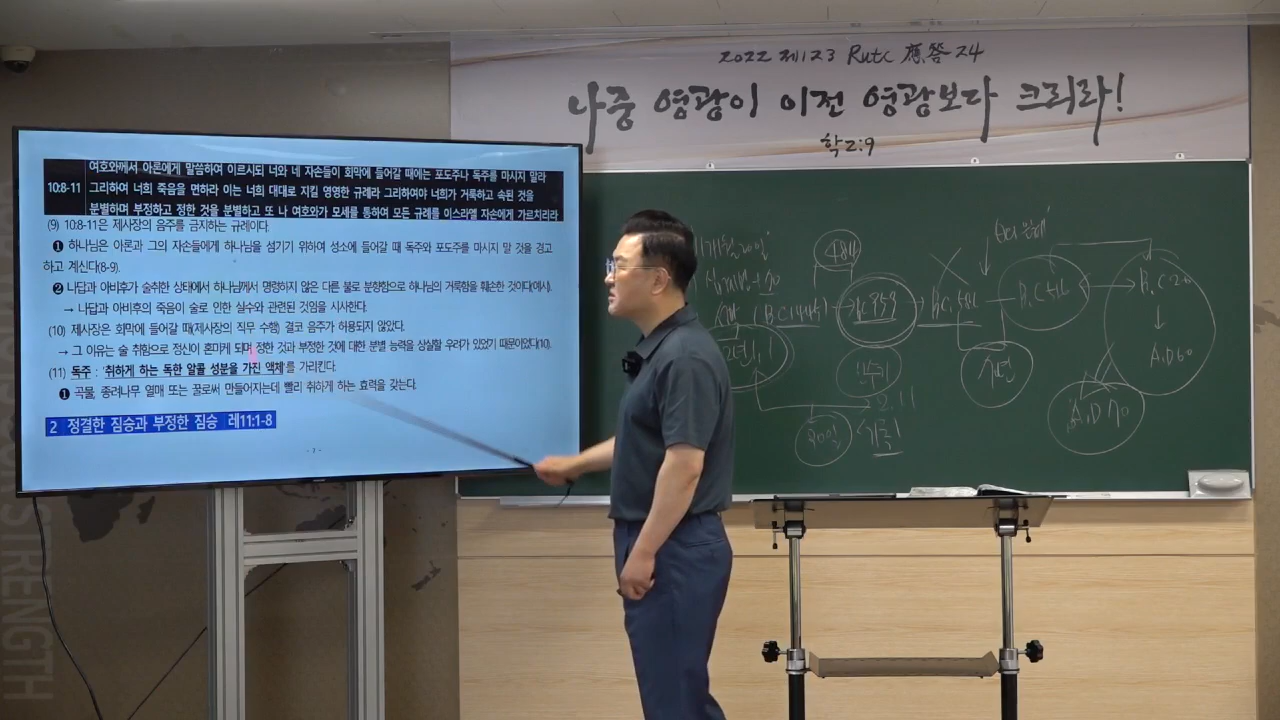 2022 제123 Rutc 應答 24
나중 영광이 이전 영광보다 크리라!
학2:9
10:8-11
여호와께서 아론에게 말씀하여 이르시되 너와 네 자손들이 회막에 들어갈 때에는 포도주나 독주를 마시지 말라
그리하여 너희 죽음을 면하라 이는 너희 대대로 지킬 영영한 규례라 그리하여야 너희가 거룩하고 속된 것을
분별하며 부정하고 정한 것을 분별하고 또 나 여호와가 모세를 통하여 모든 규례를 이스라엘 자손에게 가르치리라
(9) 10:8-11은 제사장의 음주를 금지하는 규례이다.
❶ 하나님은 아론과 그의 자손들에게 하나님을 섬기기 위하여 성소에 들어갈 때 독주와 포도주를 마시지 말 것을 경고
하고 계신다(8-9).
❷ 나답과 아비후가 술취한 상태에서 하나님께서 명령하지 않은 다른 불로 분향함으로 하나님의 거룩함을 훼손한 것이다(예시).
→ 나답과 아비후의 죽음이 술로 인한 실수와 관련된 것임을 시사한다.
(10) 제사장은 회막에 들어갈 때(제사장의 직무 수행) 결코 음주가 허용되지 않았다.
→ 그 이유는 술 취함으로 정신이 혼미케 되며 정한 것과 부정한 것에 대한 분별 능력을 상실할 우려가 있었기 때문이었다(10).
(11) 독주 : '취하게 하는 독한 알콜 성분을 가진 액체'를 가리킨다.
❶ 곡물, 종려나무 열매 또는 꿀로써 만들어지는데 빨리 취하게 하는 효력을 갖는다.
2 정결한 짐승과 부정한 짐승 레11:1-8
- 7 -
484
(BC1445)
BC959
B.C 586
B.C 516
B.C 20
A.D 60
A.D 70
2.11
STRENGTH